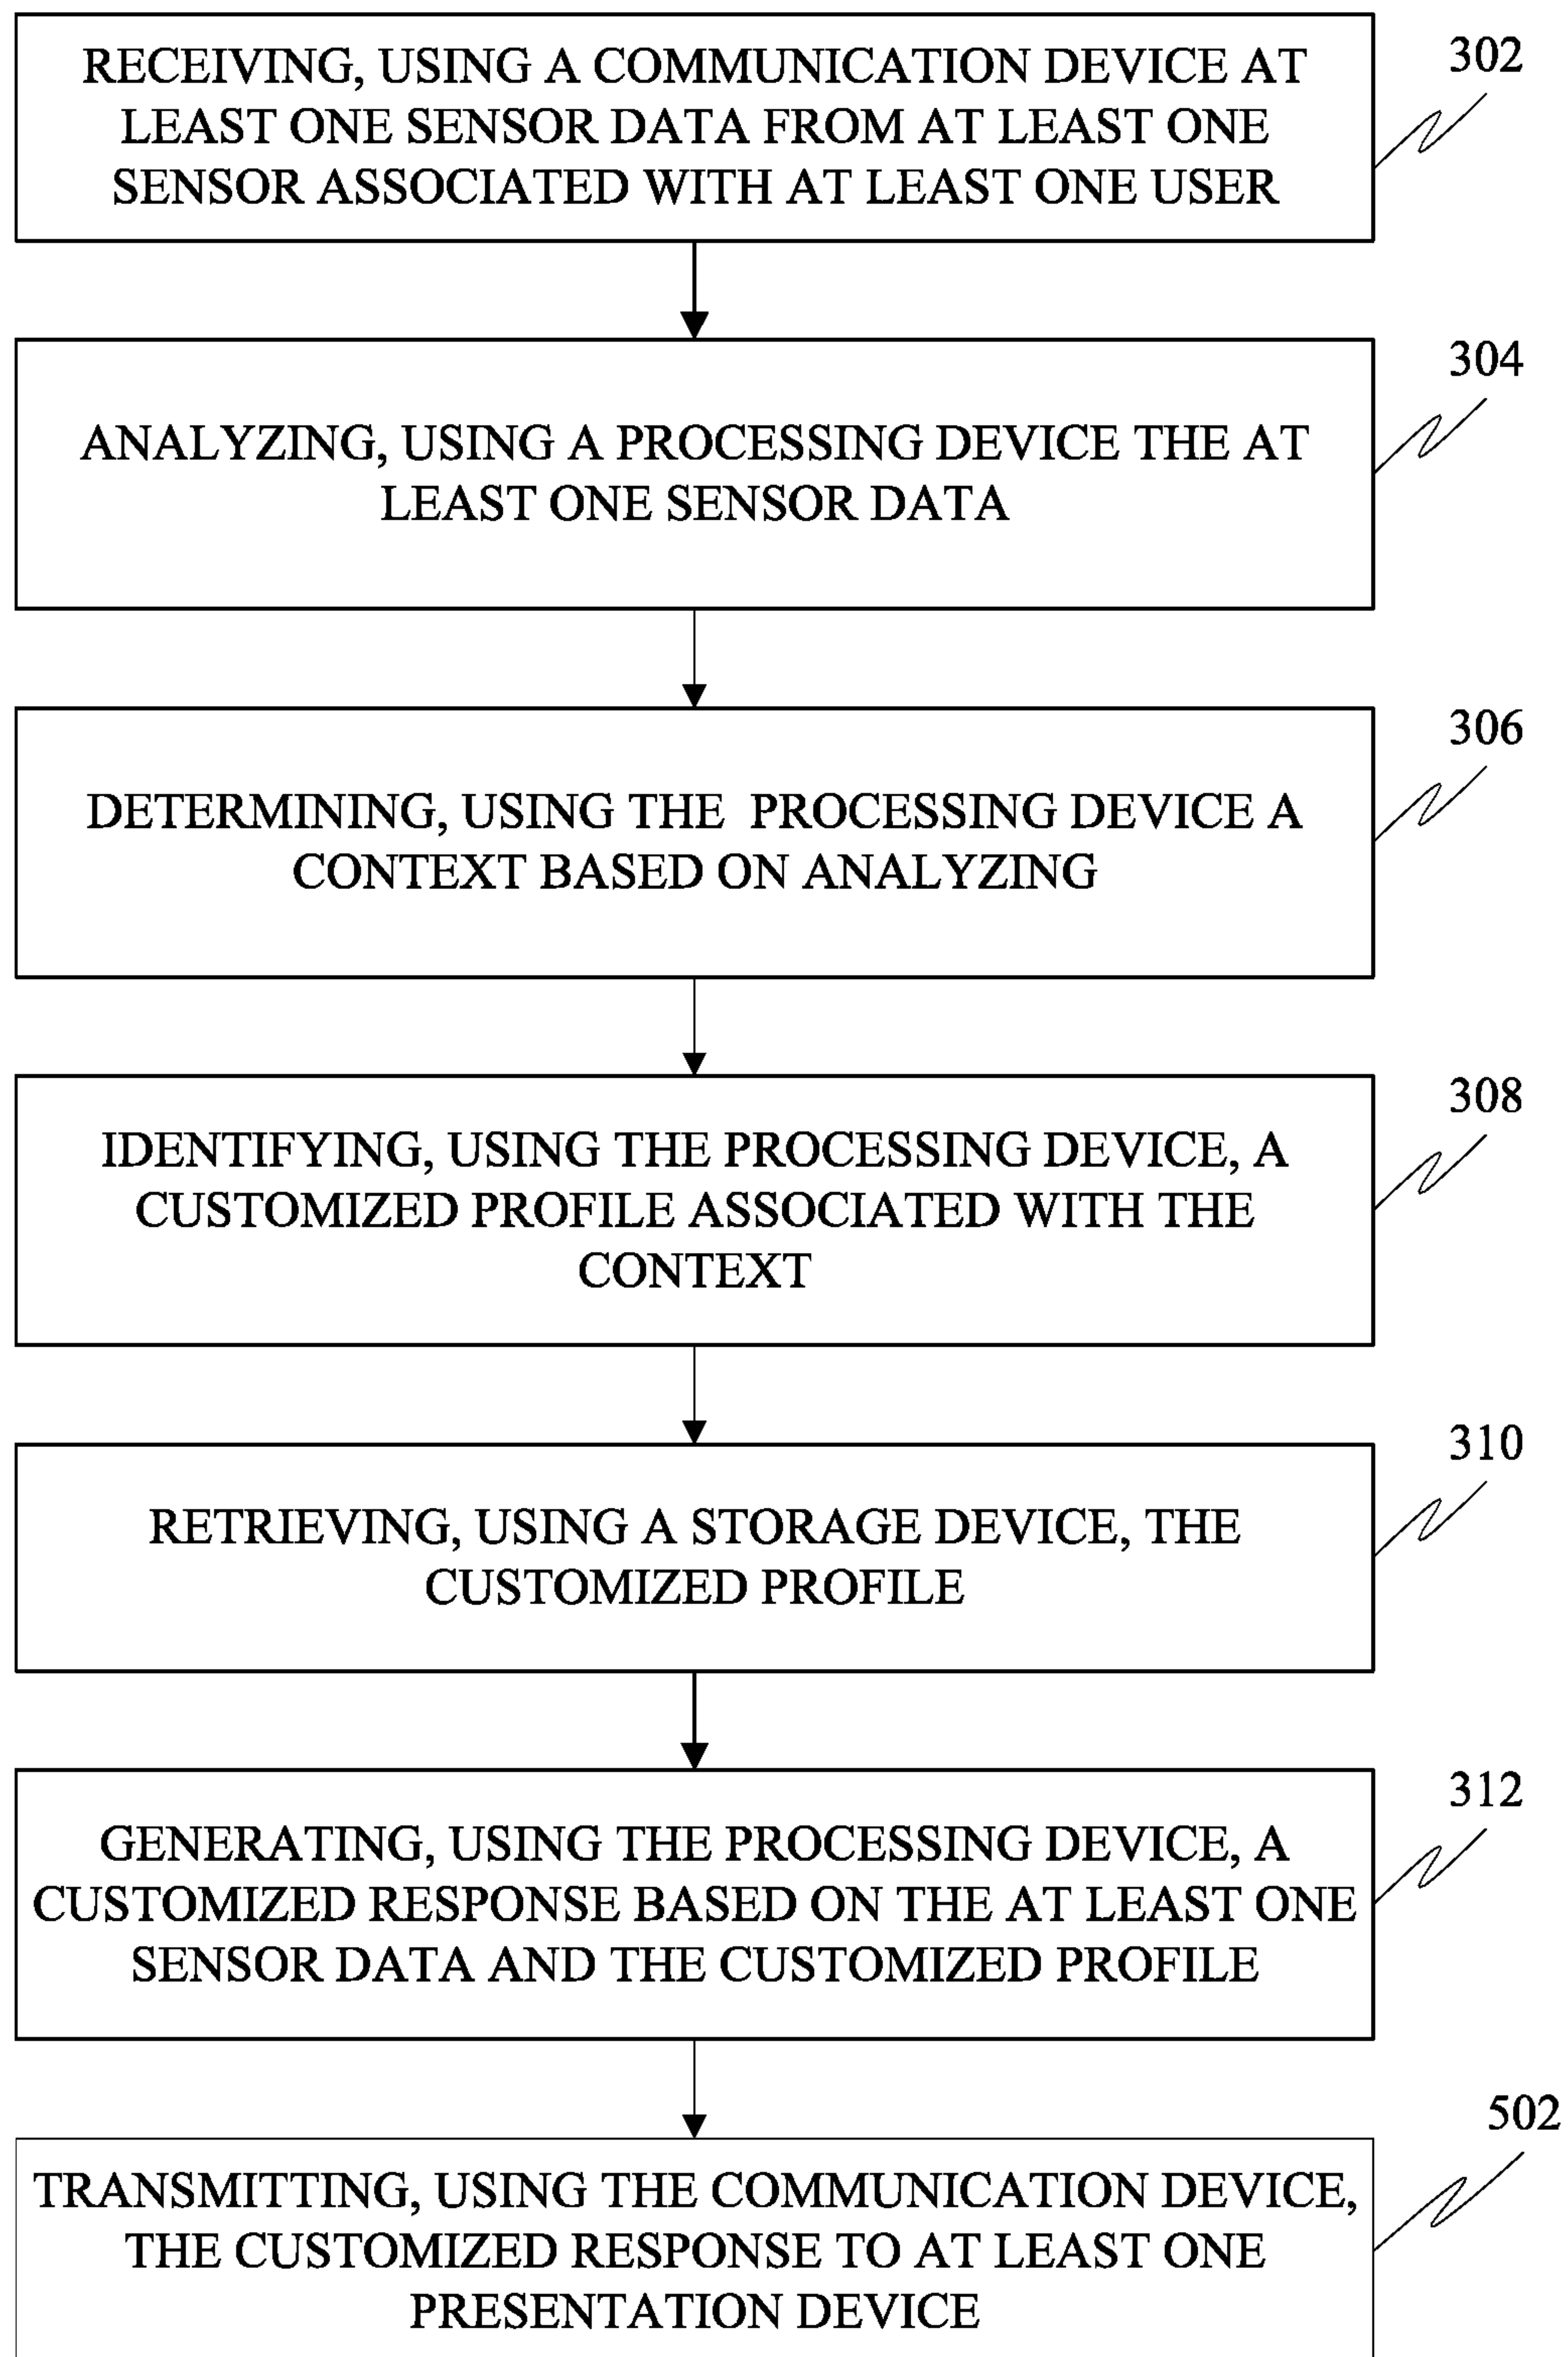 RECEIVING, USING A COMMUNICATION DEVICE AT
LEAST ONE SENSOR DATA FROM AT LEAST ONE
SENSOR ASSOCIATED WITH AT LEAST ONE USER
302
ANALYZING, USING A PROCESSING DEVICE THE AT
LEAST ONE SENSOR DATA
304
DETERMINING, USING THE PROCESSING DEVICE A
CONTEXT BASED ON ANALYZING
306
IDENTIFYING, USING THE PROCESSING DEVICE, A
CUSTOMIZED PROFILE ASSOCIATED WITH THE
CONTEXT
308
RETRIEVING, USING A STORAGE DEVICE, THE
CUSTOMIZED PROFILE
310
GENERATING, USING THE PROCESSING DEVICE, A
CUSTOMIZED RESPONSE BASED ON THE AT LEAST ONE
SENSOR DATA AND THE CUSTOMIZED PROFILE
312
TRANSMITTING, USING THE COMMUNICATION DEVICE,
THE CUSTOMIZED RESPONSE TO AT LEAST ONE
PRESENTATION DEVICE
502